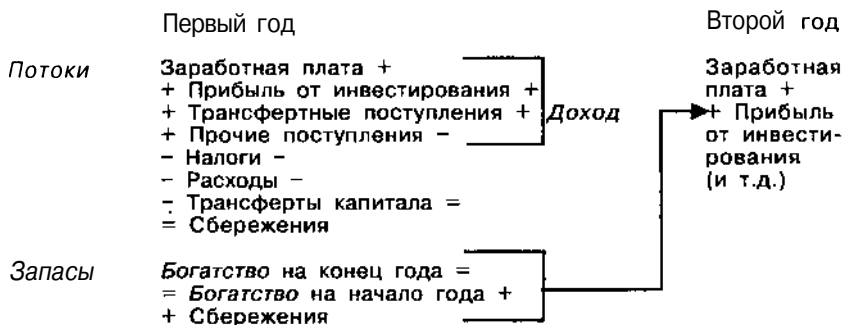 Первый год
Второй год
Потоки
Заработная плата +
+ Прибыль от инвестирования +
+ Трансфертные поступления +
+ Прочие поступления −
− Налоги −
− Расходы −
− Трансферты капитала =
= Сбережения
Доход
Заработная
плата +
+ Прибыль
от инвести-
рования
(и т.д.)
Запасы
Богатство на конец года =
= Богатство на начало года +
+ Сбережения